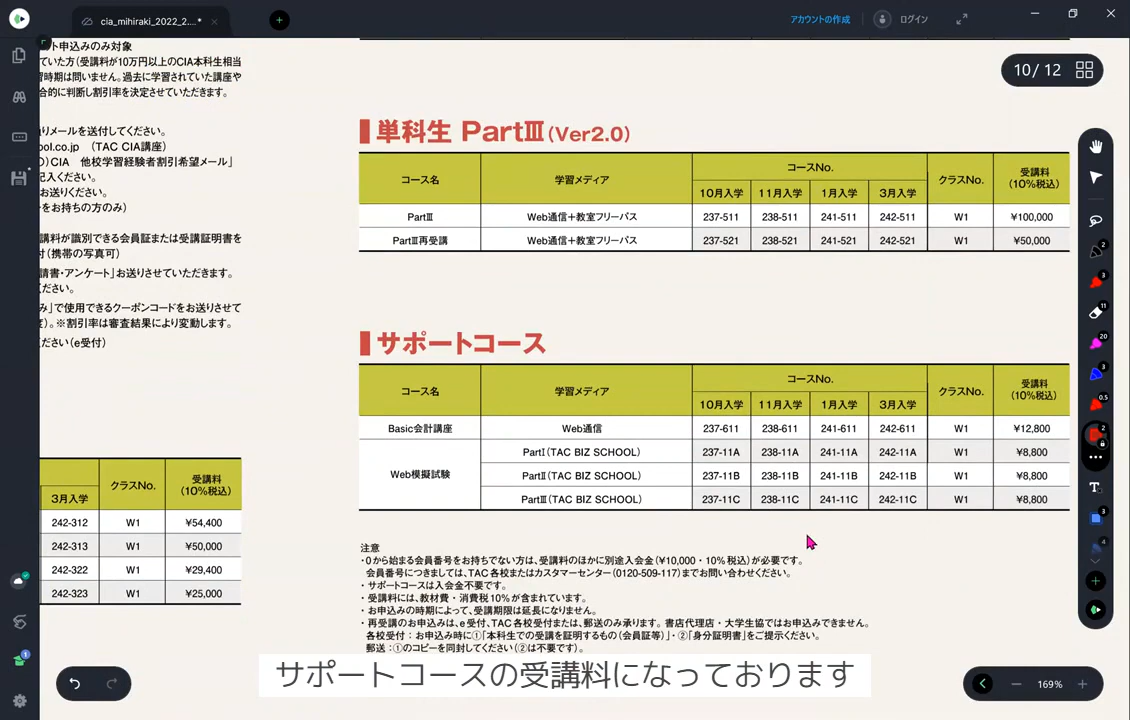 cia_mihiraki_2022_2....*
アカウントの作成
ログイン
10 / 12
ット申込みのみ対象
ていた方(受講料が10万円以上のCIA本科生相当
習時期は問いません。過去に学習されていた講座や
合的に判断し割引率を決定させていただきます。
りメールを送付してください。
ool.co.jp (TAC CIA講座)
〇)CIA 他校学習経験者割引希望メール」
記入ください。
お送りください。
をお持ちの方のみ)
講料が識別できる会員証または受講証明書を
付(携帯の写真可)
請書・アンケート」お送りさせていただきます。
ください。
み」で使用できるクーポンコードをお送りさせて
度)。※割引率は審査結果により変動します。
ください(e受付)
3月入学 クラスNo. 受講料(10%税込)
242-312 W1 ¥54,400
242-313 W1 ¥50,000
242-322 W1 ¥29,400
242-323 W1 ¥25,000
単科生 PartⅢ(Ver2.0)
コース名 学習メディア コースNo. クラスNo. 受講料(10%税込)
10月入学 11月入学 1月入学 3月入学
PartⅢ Web通信+教室フリーパス 237-511 238-511 241-511 242-511 W1 ¥100,000
PartⅢ再受講 Web通信+教室フリーパス 237-521 238-521 241-521 242-521 W1 ¥50,000
サポートコース
コース名 学習メディア コースNo. クラスNo. 受講料(10%税込)
10月入学 11月入学 1月入学 3月入学
Basic会計講座 Web通信 237-611 238-611 241-611 242-611 W1 ¥12,800
Web模擬試験
PartⅠ(TAC BIZ SCHOOL) 237-11A 238-11A 241-11A 242-11A W1 ¥8,800
PartⅡ(TAC BIZ SCHOOL) 237-11B 238-11B 241-11B 242-11B W1 ¥8,800
PartⅢ(TAC BIZ SCHOOL) 237-11C 238-11C 241-11C 242-11C W1 ¥8,800
注意
・0から始まる会員番号をお持ちでない方は、受講料のほかに別途入会金(¥10,000・10%税込)が必要です。
会員番号につきましては、TAC各校またはカスタマーセンター(0120-509-117)までお問い合わせください。
・サポートコースは入会金不要です。
・受講料には、教材費・消費税10%が含まれています。
・お申込みの時期によって、受講期限は延長になりません。
・再受講のお申込みは、e受付、TAC各校受付または、郵送のみ承ります。書店代理店・大学生協ではお申込みできません。
各校受付:お申込み時に①「本科生での受講を証明するもの(会員証等)」・②「身分証明書」をご提示ください。
郵送:①のコピーを同封してください(②は不要です)。
サポートコースの受講料になっております
169%